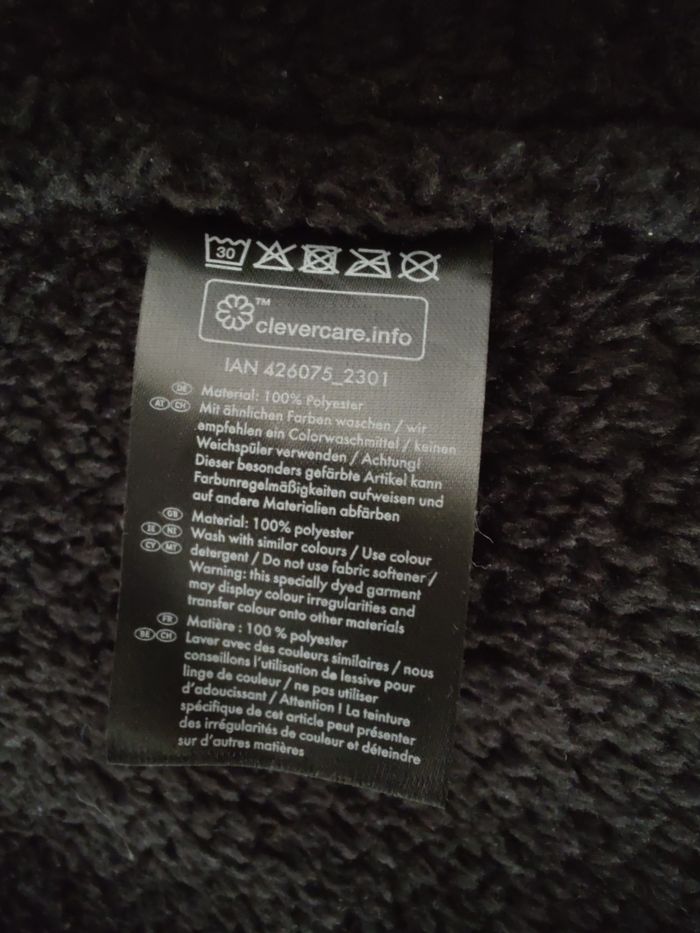 30
™
clevercare.info
IAN 426075_2301
DE Material: 100% Polyester
AT CH Mit ähnlichen Farben waschen / wir
empfehlen ein Colorwaschmittel / keinen
Weichspüler verwenden / Achtung!
Dieser besonders gefärbte Artikel kann
Farbunregelmäßigkeiten aufweisen und
auf andere Materialien abfärben
GB Material: 100% polyester
IE NI Wash with similar colours / Use colour
CY MT detergent / Do not use fabric softener /
Warning: this specially dyed garment
may display colour irregularities and
transfer colour onto other materials
FR Matière : 100 % polyester
BE CH Laver avec des couleurs similaires / nous
conseillons l'utilisation de lessive pour
linge de couleur / ne pas utiliser
d'adoucissant / Attention ! La teinture
spécifique de cet article peut présenter
des irrégularités de couleur et déteindre
sur d'autres matières